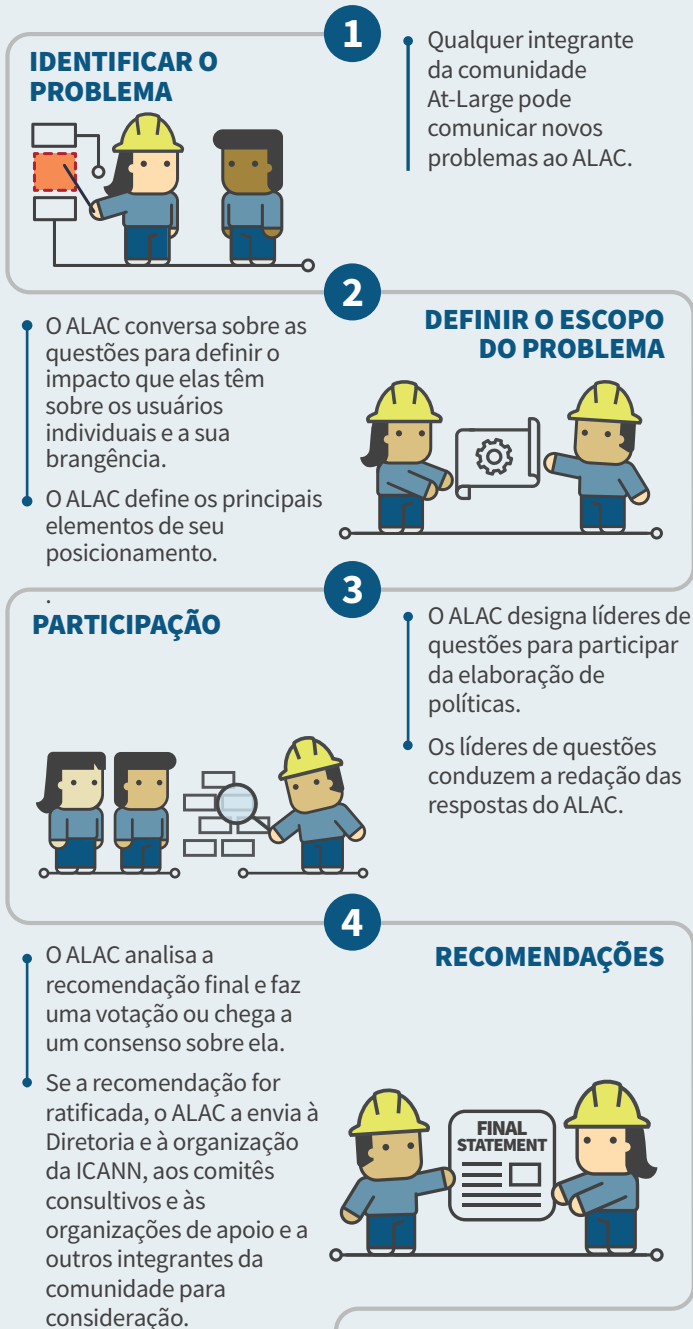 1
IDENTIFICAR O
PROBLEMA
Qualquer integrante
da comunidade
At-Large pode
comunicar novos
problemas ao ALAC.
2
DEFINIR O ESCOPO
DO PROBLEMA
O ALAC conversa sobre as
questões para definir o
impacto que elas têm
sobre os usuários
individuais e a sua
brangência.
O ALAC define os principais
elementos de seu
posicionamento.
.
3
PARTICIPAÇÃO
O ALAC designa líderes de
questões para participar
da elaboração de
políticas.
Os líderes de questões
conduzem a redação das
respostas do ALAC.
4
RECOMENDAÇÕES
O ALAC analisa a
recomendação final e faz
uma votação ou chega a
um consenso sobre ela.
Se a recomendação for
ratificada, o ALAC a envia à
Diretoria e à organização
da ICANN, aos comitês
consultivos e às
organizações de apoio e a
outros integrantes da
comunidade para
consideração.
FINAL
STATEMENT